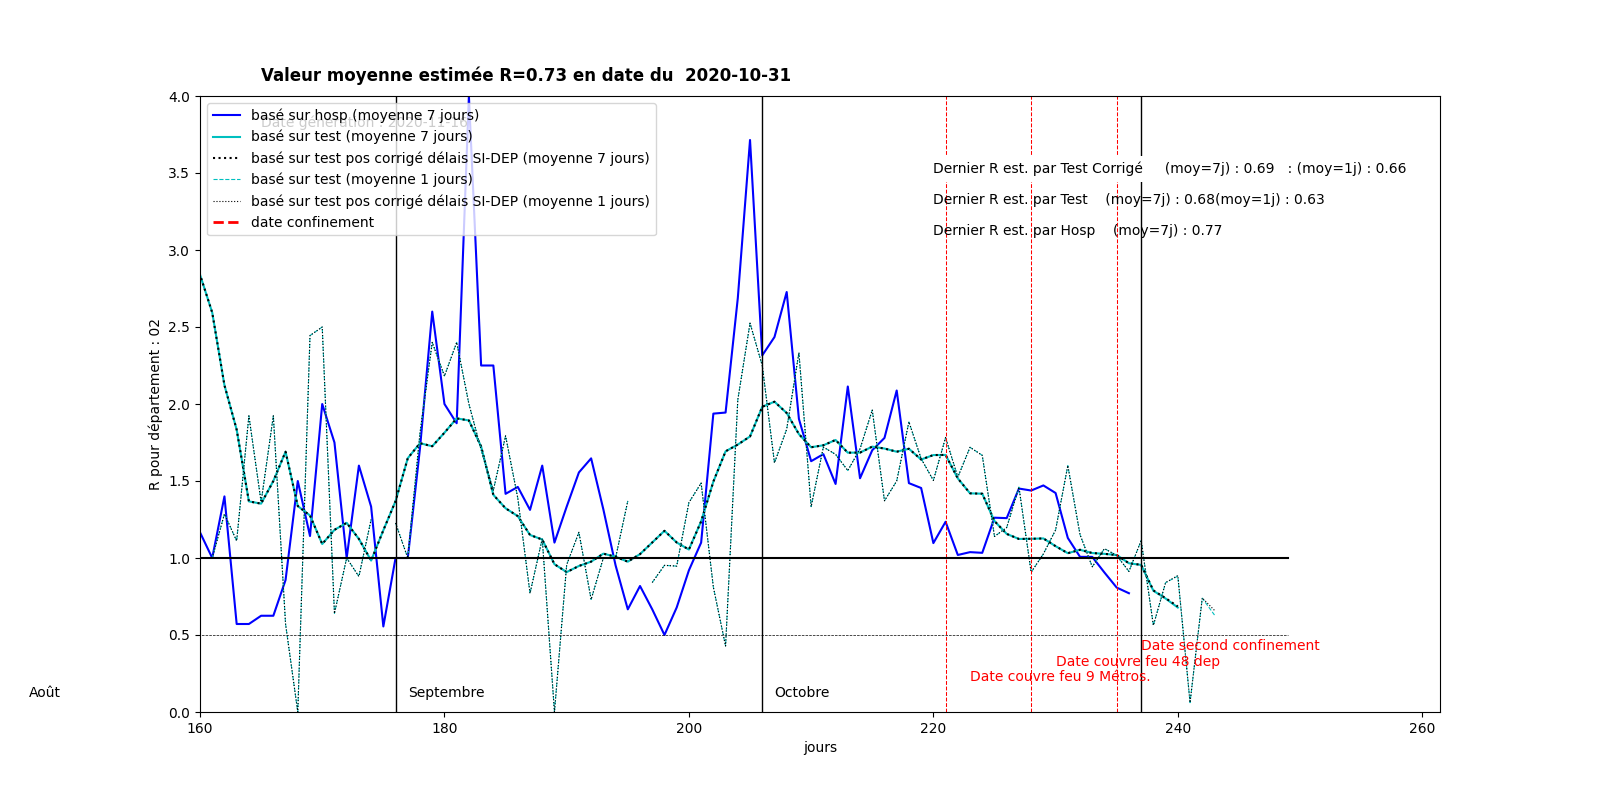 Valeur moyenne estimée R=0.73 en date du  2020-10-31
4.0
3.5
3.0
2.5
2.0
1.5
1.0
0.5
0.0
R pour département : 02
basé sur hosp (moyenne 7 jours)
Date génération : 2020-11-10
basé sur test (moyenne 7 jours)
basé sur test pos corrigé délais SI-DEP (moyenne 7 jours)
basé sur test (moyenne 1 jours)
basé sur test pos corrigé délais SI-DEP (moyenne 1 jours)
date confinement
Dernier R est. par Test Corrigé     (moy=7j) : 0.69   : (moy=1j) : 0.66
Dernier R est. par Test    (moy=7j) : 0.68(moy=1j) : 0.63
Dernier R est. par Hosp    (moy=7j) : 0.77
Date second confinement
Date couvre feu 48 dep
Date couvre feu 9 Métros.
Août
Septembre
Octobre
160
180
200
220
240
260
jours